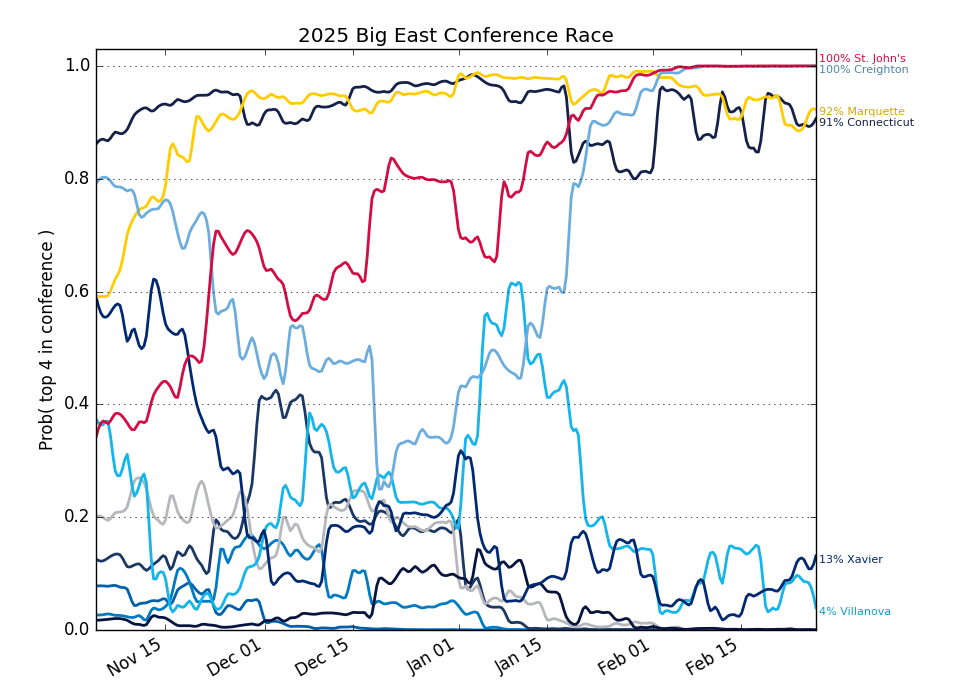 2025 Big East Conference Race
Prob( top 4 in conference )
1.0
0.8
0.6
0.4
0.2
0.0
Nov 15
Dec 01
Dec 15
Jan 01
Jan 15
Feb 01
Feb 15
100% St. John's
100% Creighton
92% Marquette
91% Connecticut
13% Xavier
4% Villanova